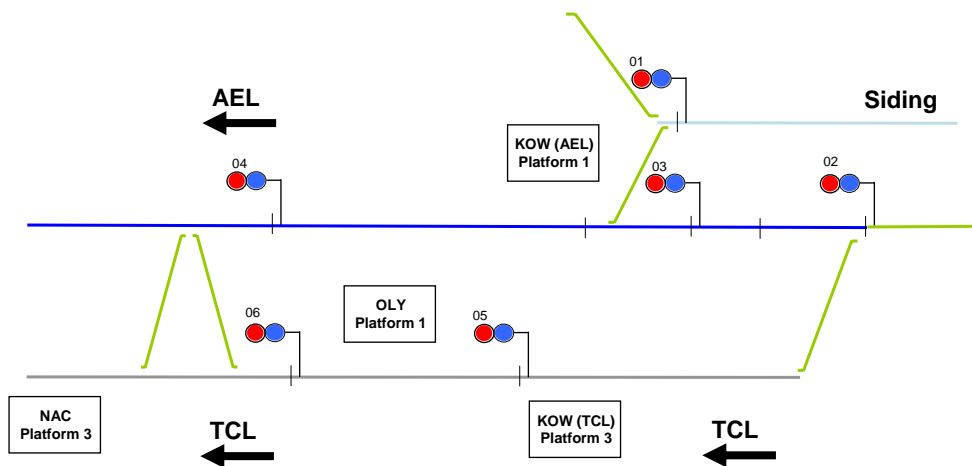 01
AEL
Siding
KOW (AEL)
Platform 1
04
03
02
OLY
Platform 1
06
05
NAC
Platform 3
TCL
KOW (TCL)
Platform 3
TCL